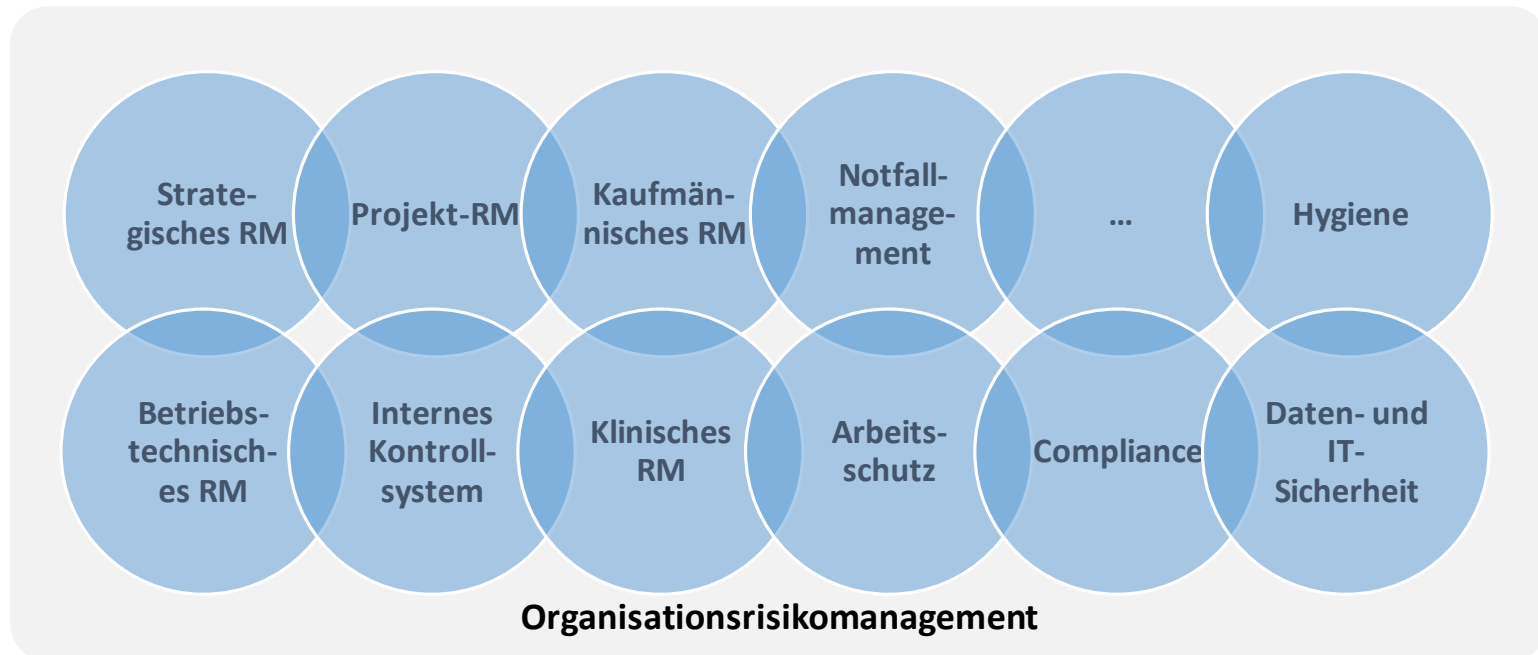 Strate-
gisches RM
Projekt-RM
Kaufmän-
nisches RM
Notfall-
manage-
ment
…
Hygiene
Betriebs-
technisch-
es RM
Internes
Kontroll-
system
Klinisches
RM
Arbeits-
schutz
Compliance
Daten- und
IT-
Sicherheit
Organisationsrisikomanagement